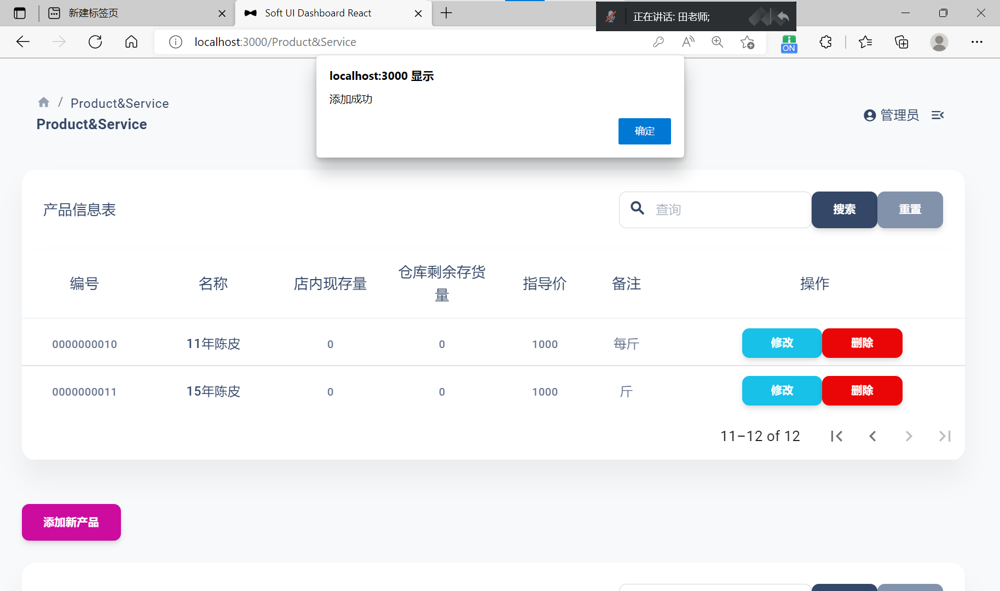 新建标签页
Soft UI Dashboard React
正在讲话: 田老师;
localhost:3000/Product&Service
ON
localhost:3000 显示
添加成功
确定
/ Product&Service
Product&Service
管理员
产品信息表
查询
搜索
重置
编号 名称 店内现存量 仓库剩余存货量 指导价 备注 操作
0000000010 11年陈皮 0 0 1000 每斤 修改 删除
0000000011 15年陈皮 0 0 1000 斤 修改 删除
11–12 of 12
添加新产品